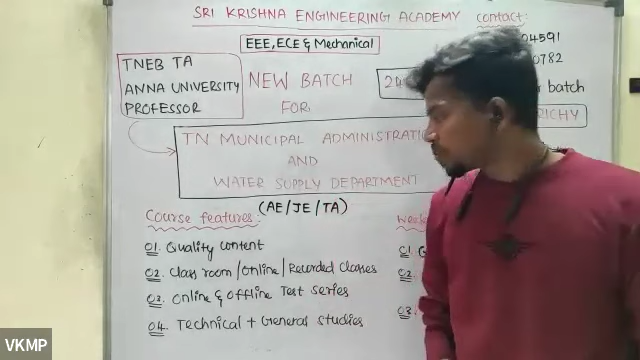 SRI KRISHNA ENGINEERING ACADEMY
contact:
EEE, ECE & Mechanical
04591
0782
TNEB TA
ANNA UNIVERSITY
PROFESSOR
NEW BATCH
FOR
batch
TN MUNICIPAL ADMINISTRATI
AND
WATER SUPPLY DEPARTMENT
(AE/JE/TA)
Course features:
01. Quality content
02. Class room/Online/Recorded Classes
03. Online & Offline Test series
04. Technical + General studies
VKMP